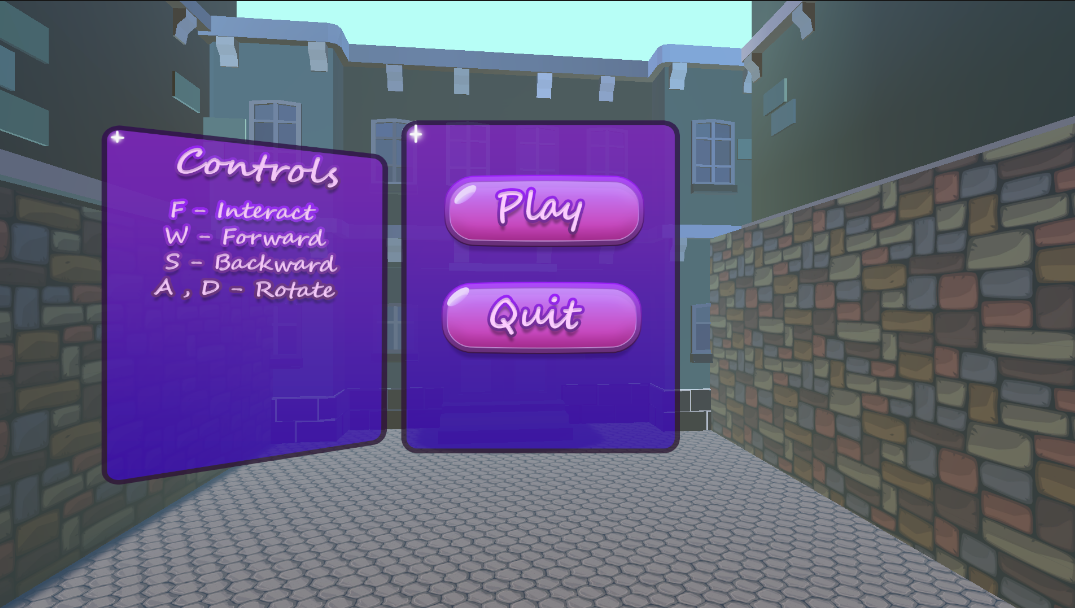 Controls
F - Interact
W - Forward
S - Backward
A , D - Rotate
Play
Quit